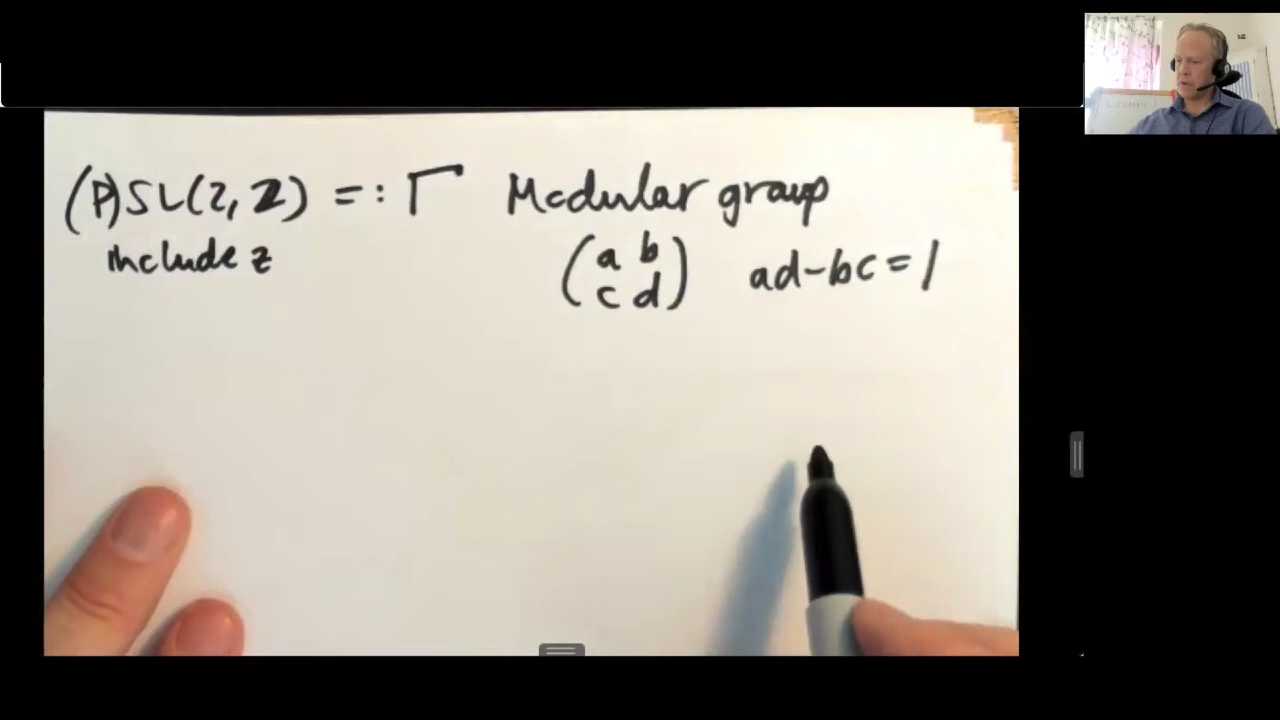 (P)SL(2,ℤ) =: Γ Modular group
include z
(a b
c d) ad-bc=1